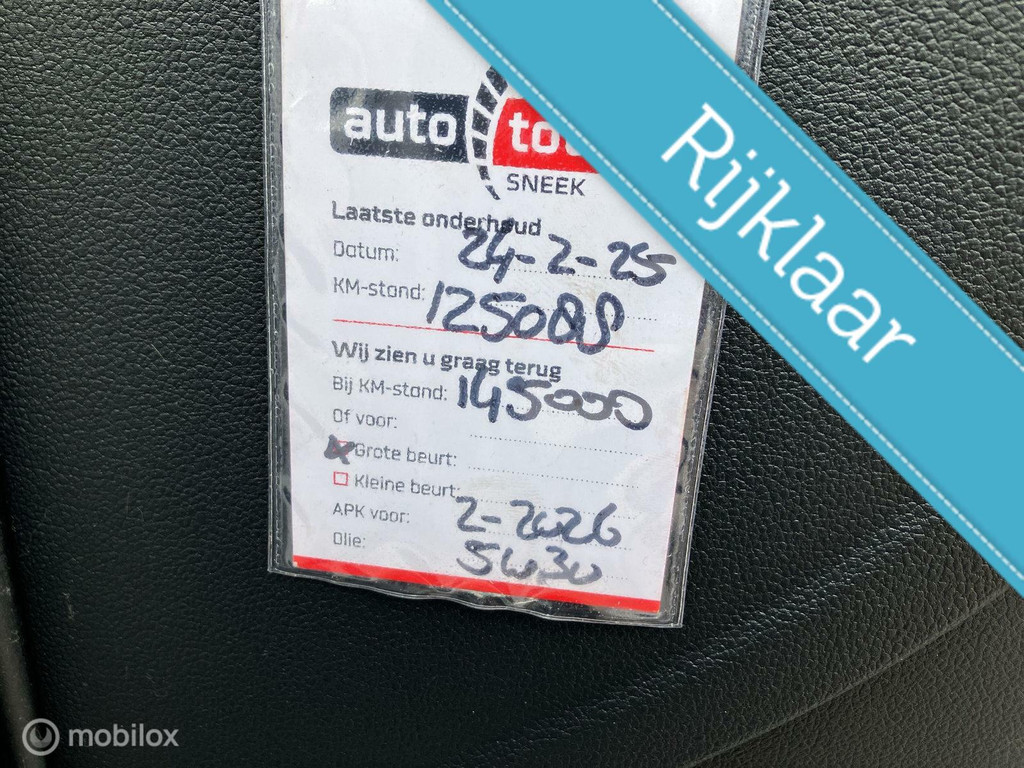 auto
SNEEK
Laatste onderhoud
Datum: 24-2-25
KM-stand: 125088
Wij zien u graag terug
Bij KM-stand: 145000
Of voor:
Grote beurt:
Kleine beurt:
APK voor: 2-2026
Olie: 5W30
Rijklaar
mobilox